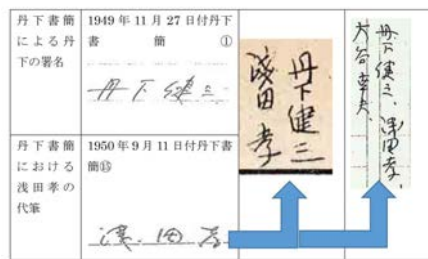 丹下書簡
による丹
下の署名
1949年11月27日付丹下
書簡①
丹下健三
丹下書簡
における
浅田孝の
代筆
1950年9月11日付丹下書
簡⑮
浅田孝
丹下健三
淺田孝
丹下健三、浅田孝、
大谷幸夫、